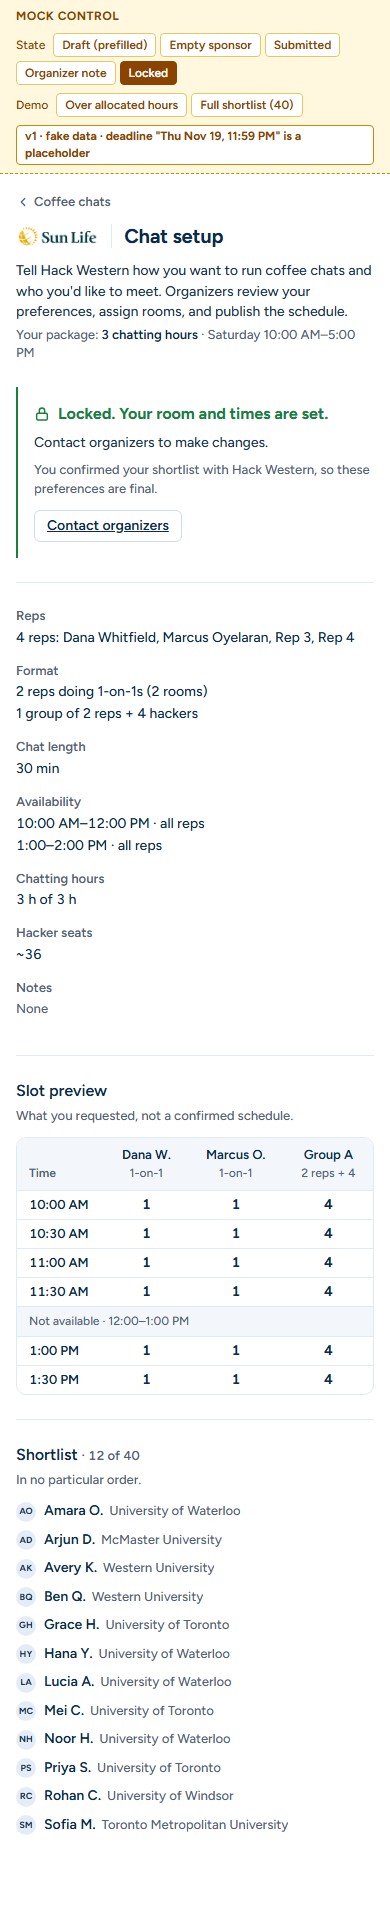 MOCK CONTROL
State Draft (prefilled) Empty sponsor Submitted
Organizer note Locked
Demo Over allocated hours Full shortlist (40)
v1 · fake data · deadline "Thu Nov 19, 11:59 PM" is a
placeholder
Coffee chats
Sun Life Chat setup
Tell Hack Western how you want to run coffee chats and
who you'd like to meet. Organizers review your
preferences, assign rooms, and publish the schedule.
Your package: 3 chatting hours · Saturday 10:00 AM–5:00
PM
Locked. Your room and times are set.
Contact organizers to make changes.
You confirmed your shortlist with Hack Western, so these
preferences are final.
Contact organizers
Reps
4 reps: Dana Whitfield, Marcus Oyelaran, Rep 3, Rep 4
Format
2 reps doing 1-on-1s (2 rooms)
1 group of 2 reps + 4 hackers
Chat length
30 min
Availability
10:00 AM–12:00 PM · all reps
1:00–2:00 PM · all reps
Chatting hours
3 h of 3 h
Hacker seats
~36
Notes
None
Slot preview
What you requested, not a confirmed schedule.
Dana W. Marcus O. Group A
Time 1-on-1 1-on-1 2 reps + 4
10:00 AM 1 1 4
10:30 AM 1 1 4
11:00 AM 1 1 4
11:30 AM 1 1 4
Not available · 12:00–1:00 PM
1:00 PM 1 1 4
1:30 PM 1 1 4
Shortlist · 12 of 40
In no particular order.
AO Amara O. University of Waterloo
AD Arjun D. McMaster University
AK Avery K. Western University
BQ Ben Q. Western University
GH Grace H. University of Toronto
HY Hana Y. University of Waterloo
LA Lucia A. University of Waterloo
MC Mei C. University of Toronto
NH Noor H. University of Waterloo
PS Priya S. University of Toronto
RC Rohan C. University of Windsor
SM Sofia M. Toronto Metropolitan University